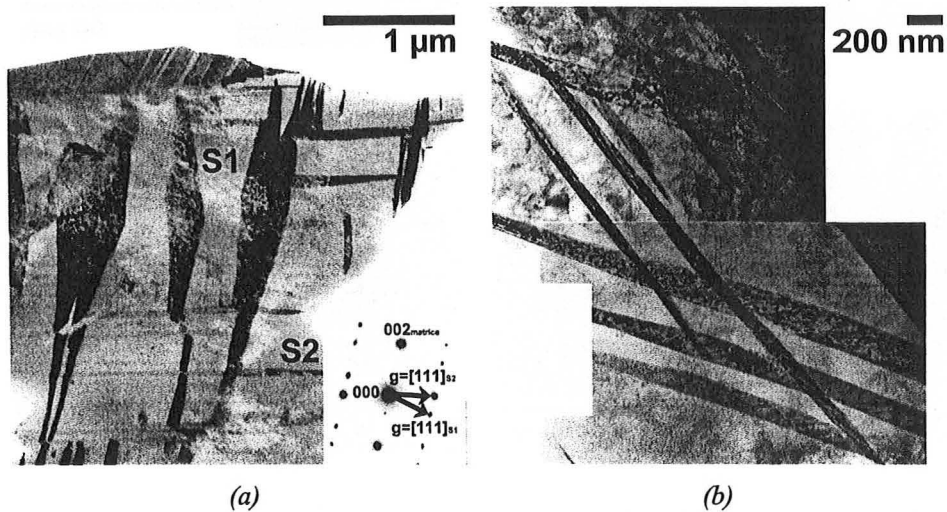 1 µm
200 nm
S1
S2
002matrice
000
g=[111]S2
g=[111]S1
(a)
(b)